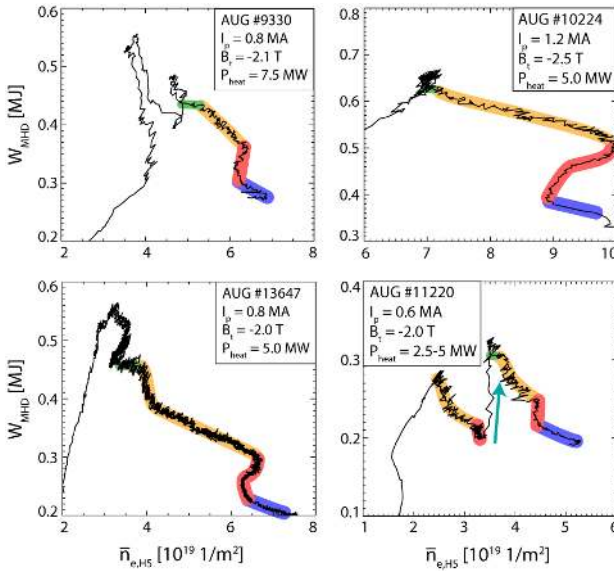 AUG #9330
I_p = 0.8 MA
B_t = -2.1 T
P_heat = 7.5 MW
W_MHD [MJ]
0.6
0.5
0.4
0.3
0.2
2 4 6 8
AUG #10224
I_p = 1.2 MA
B_t = -2.5 T
P_heat = 5.0 MW
0.8
0.7
0.6
0.5
0.4
0.3
6 7 8 9 10
AUG #13647
I_p = 0.8 MA
B_t = -2.0 T
P_heat = 5.0 MW
W_MHD [MJ]
0.6
0.5
0.4
0.3
0.2
2 4 6 8
n̅_e,H5 [10^19 1/m²]
AUG #11220
I_p = 0.6 MA
B_t = -2.0 T
P_heat = 2.5-5 MW
0.4
0.3
0.2
0.1
1 2 3 4 5 6
n̅_e,H5 [10^19 1/m²]